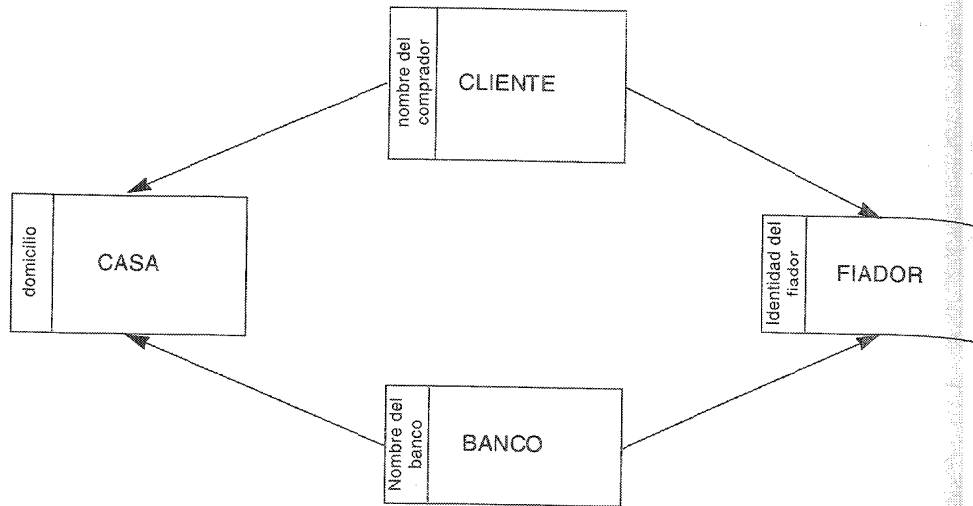 nombre del
comprador
CLIENTE
domicilio
CASA
Identidad del
fiador
FIADOR
Nombre del
banco
BANCO